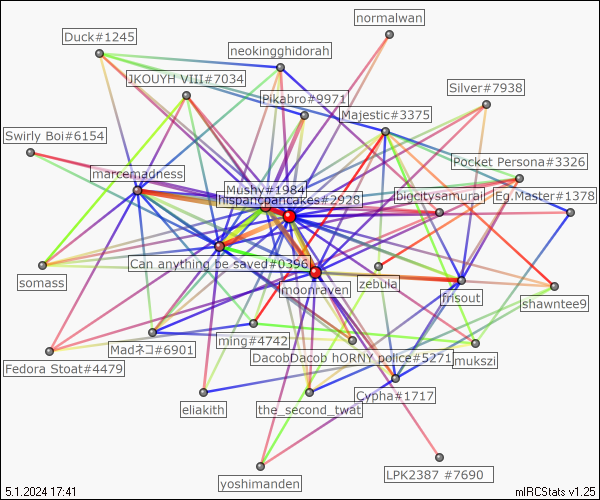 normalwan
Duck#1245
neokingghidorah
JKOUYH VIII#7034
Silver#7938
Pikabro#9971
Majestic#3375
Swirly Boi#6154
Pocket Persona#3326
marcemadness
Mushy#1984
Eg.Master#1378
hispancpancakes#2928
bigcitysamurai
Can anything be saved#0396
somass
moonraven
zebula
frisout
shawntee9
ming#4742
Madネコ#6901
DacobDacob hORNY police#5271
mukszi
Fedora Stoat#4479
Cypha#1717
eliakith
the_second_twat
LPK2387 #7690
yoshimanden
5.1.2024 17:41
mIRCStats v1.25